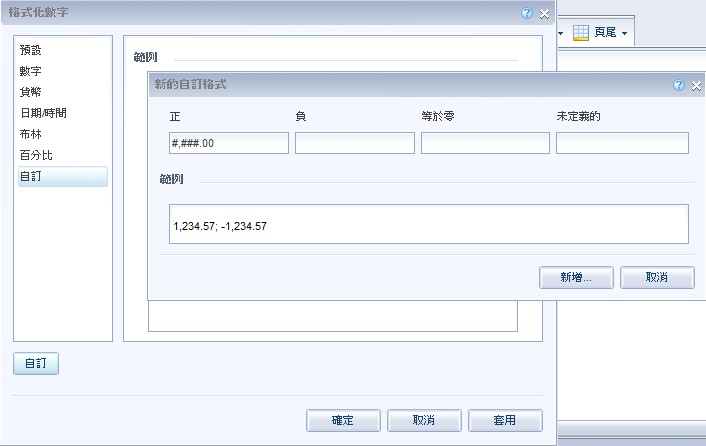 格式化數字
頁尾
預設
數字
貨幣
日期/時間
布林
百分比
自訂
範例
新的自訂格式
正 負 等於零 未定義的
#,###.00
範例
1,234.57; -1,234.57
新增... 取消
自訂
確定 取消 套用